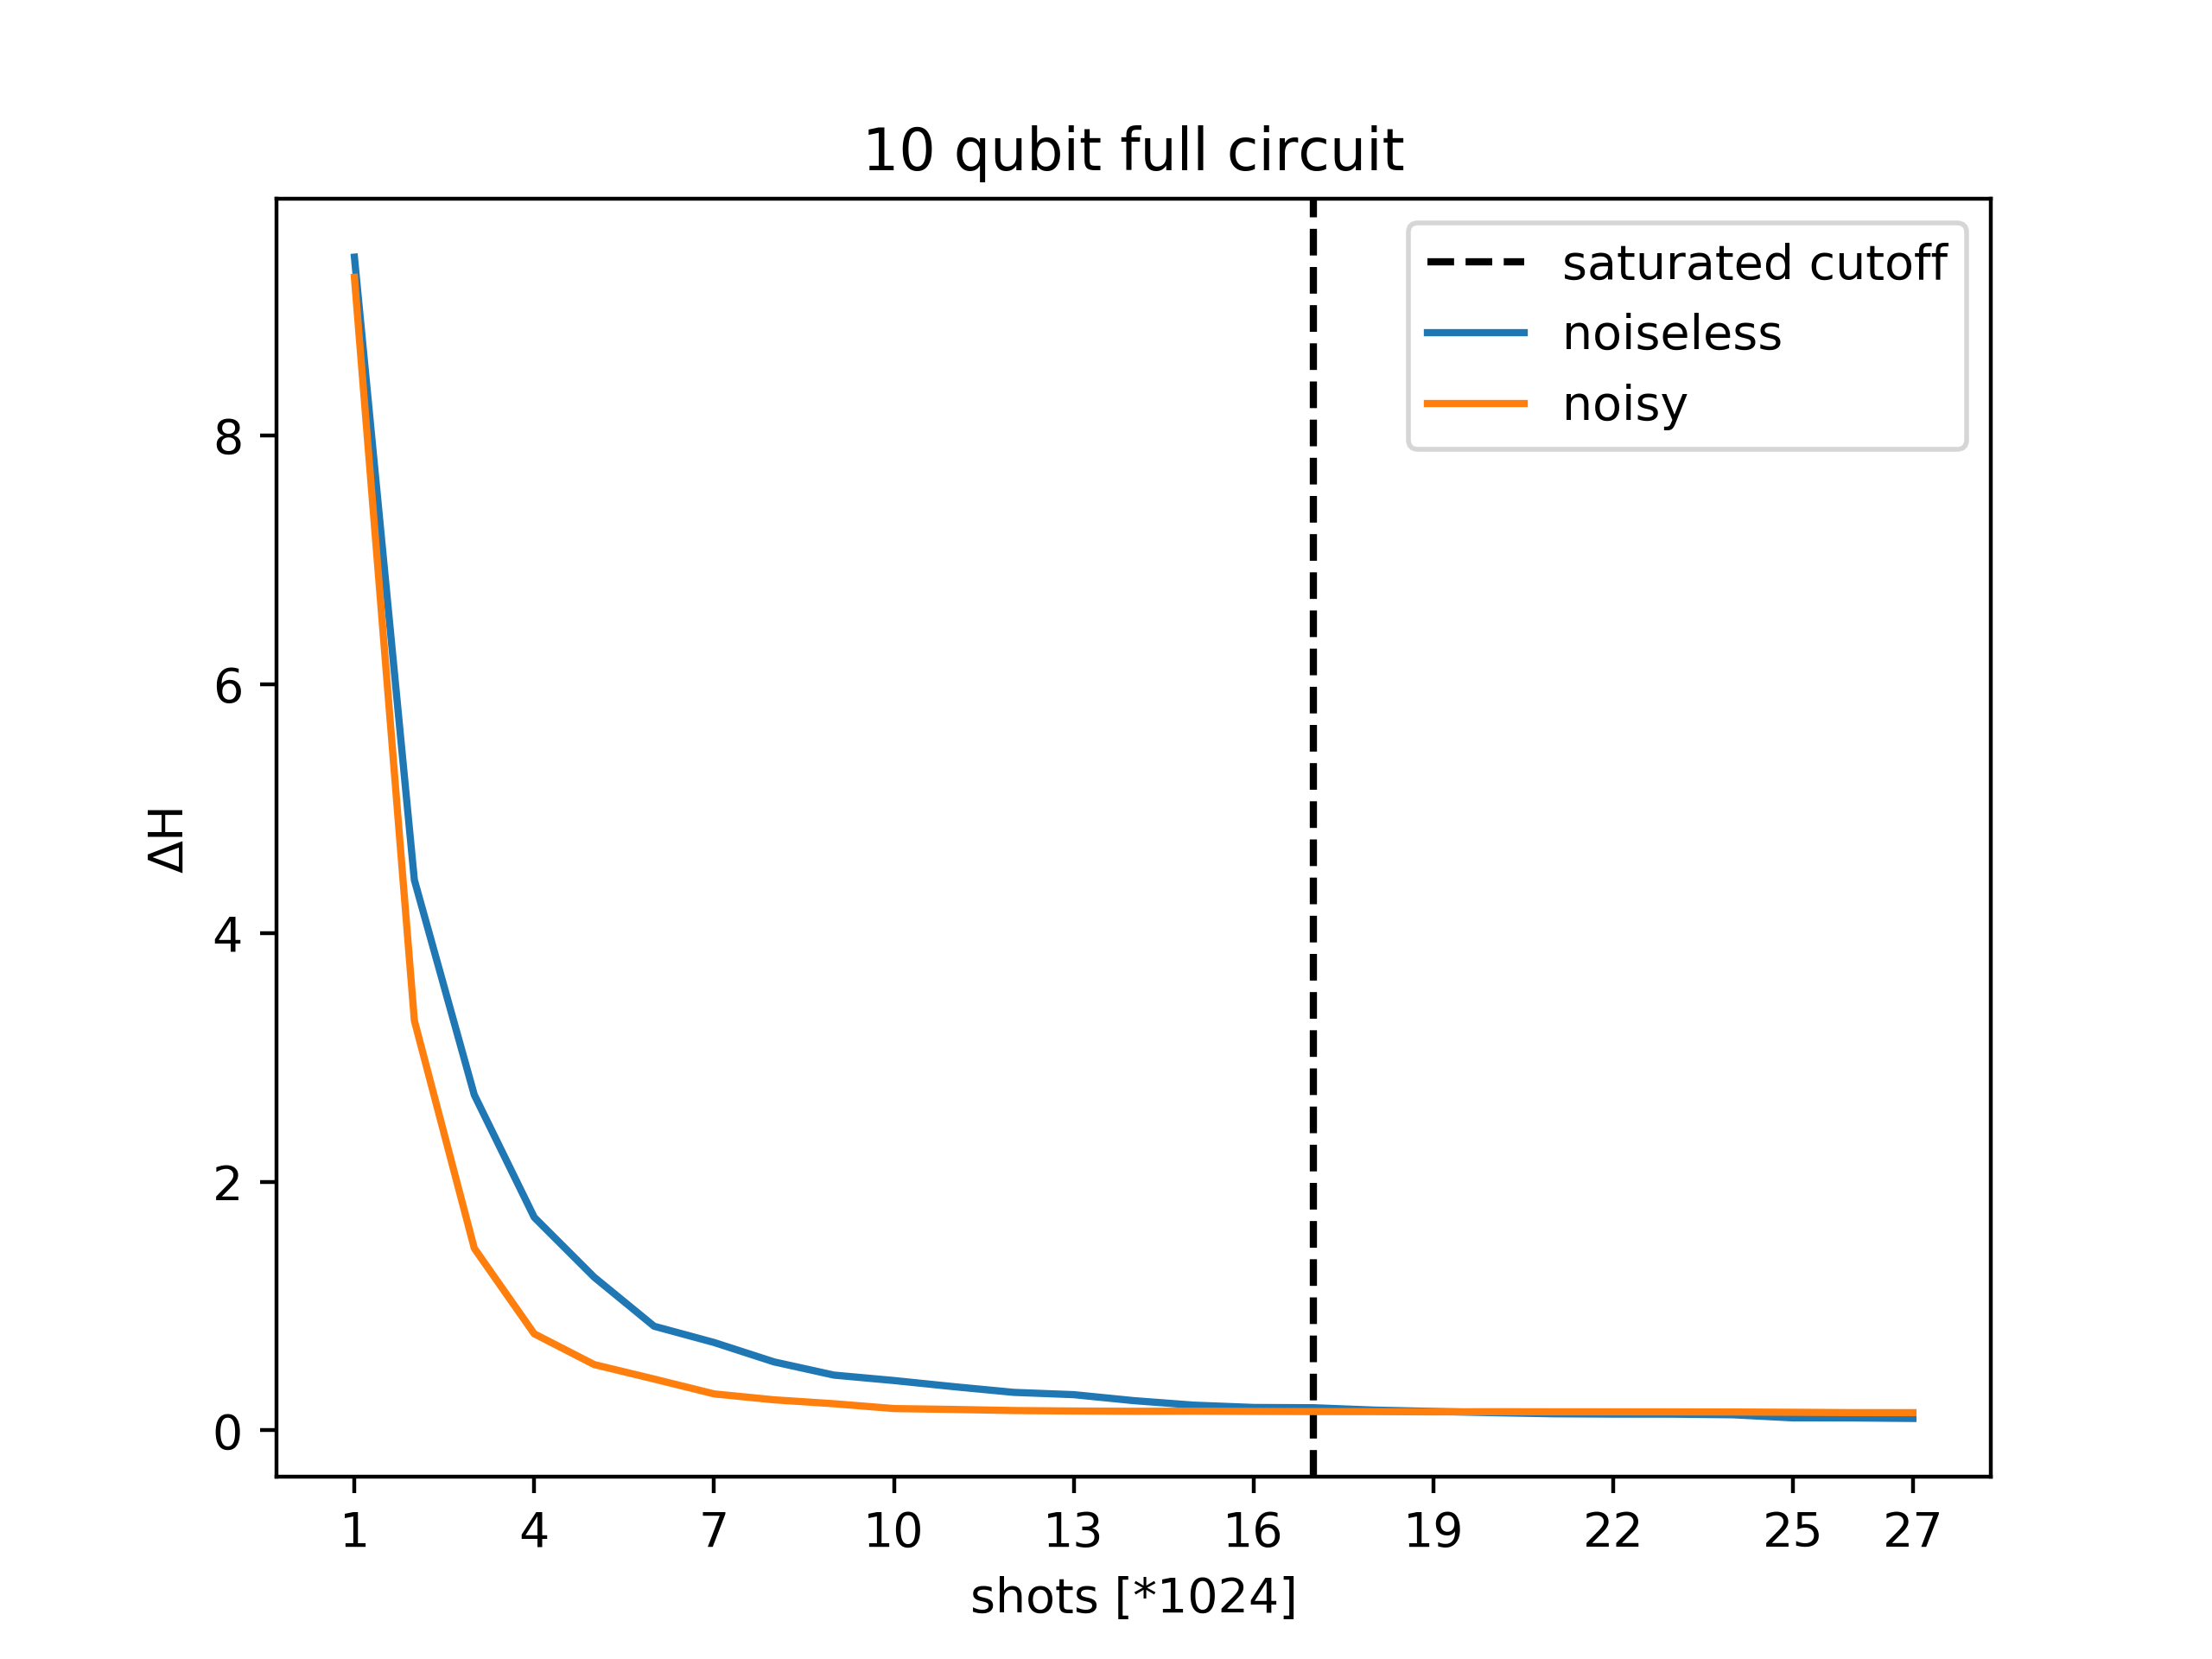 10 qubit full circuit
saturated cutoff
noiseless
noisy
ΔH
8
6
4
2
0
1 4 7 10 13 16 19 22 25 27
shots [*1024]